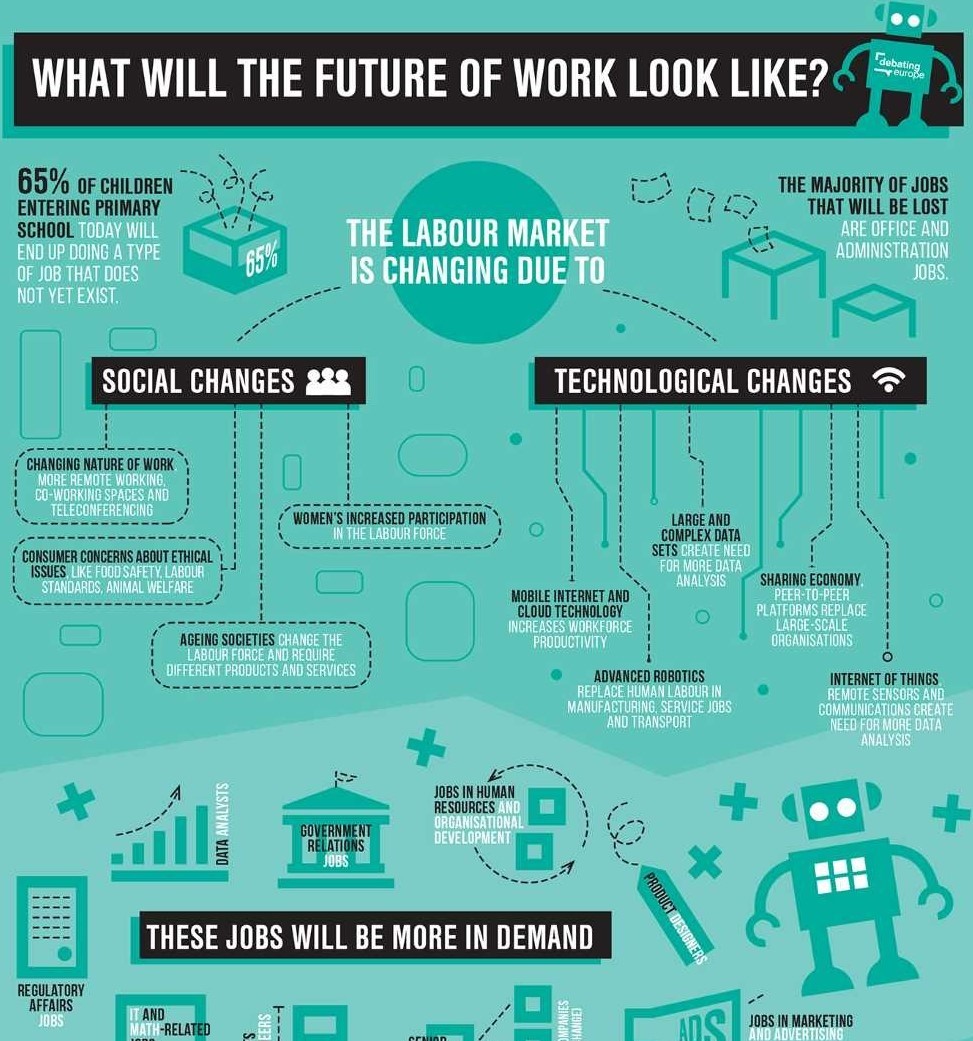 WHAT WILL THE FUTURE OF WORK LOOK LIKE?
debating
europe
65% OF CHILDREN
ENTERING PRIMARY
SCHOOL TODAY WILL
END UP DOING A TYPE
OF JOB THAT DOES
NOT YET EXIST.
65%
THE LABOUR MARKET
IS CHANGING DUE TO
THE MAJORITY OF JOBS
THAT WILL BE LOST
ARE OFFICE AND
ADMINISTRATION
JOBS.
SOCIAL CHANGES
CHANGING NATURE OF WORK
MORE REMOTE WORKING,
CO-WORKING SPACES AND
TELECONFERENCING
CONSUMER CONCERNS ABOUT ETHICAL
ISSUES LIKE FOOD SAFETY, LABOUR
STANDARDS, ANIMAL WELFARE
WOMEN'S INCREASED PARTICIPATION
IN THE LABOUR FORCE
AGEING SOCIETIES CHANGE THE
LABOUR FORCE AND REQUIRE
DIFFERENT PRODUCTS AND SERVICES
TECHNOLOGICAL CHANGES
MOBILE INTERNET AND
CLOUD TECHNOLOGY
INCREASES WORKFORCE
PRODUCTIVITY
ADVANCED ROBOTICS
REPLACE HUMAN LABOUR IN
MANUFACTURING, SERVICE JOBS
AND TRANSPORT
LARGE AND
COMPLEX DATA
SETS CREATE NEED
FOR MORE DATA
ANALYSIS
SHARING ECONOMY,
PEER-TO-PEER
PLATFORMS REPLACE
LARGE-SCALE
ORGANISATIONS
INTERNET OF THINGS
REMOTE SENSORS AND
COMMUNICATIONS CREATE
NEED FOR MORE DATA
ANALYSIS
DATA ANALYSTS
GOVERNMENT
RELATIONS
JOBS
JOBS IN HUMAN
RESOURCES AND
ORGANISATIONAL
DEVELOPMENT
PRODUCT DESIGNERS
THESE JOBS WILL BE MORE IN DEMAND
REGULATORY
AFFAIRS
JOBS
IT AND
MATH-RELATED
ADS
JOBS IN MARKETING
AND ADVERTISING